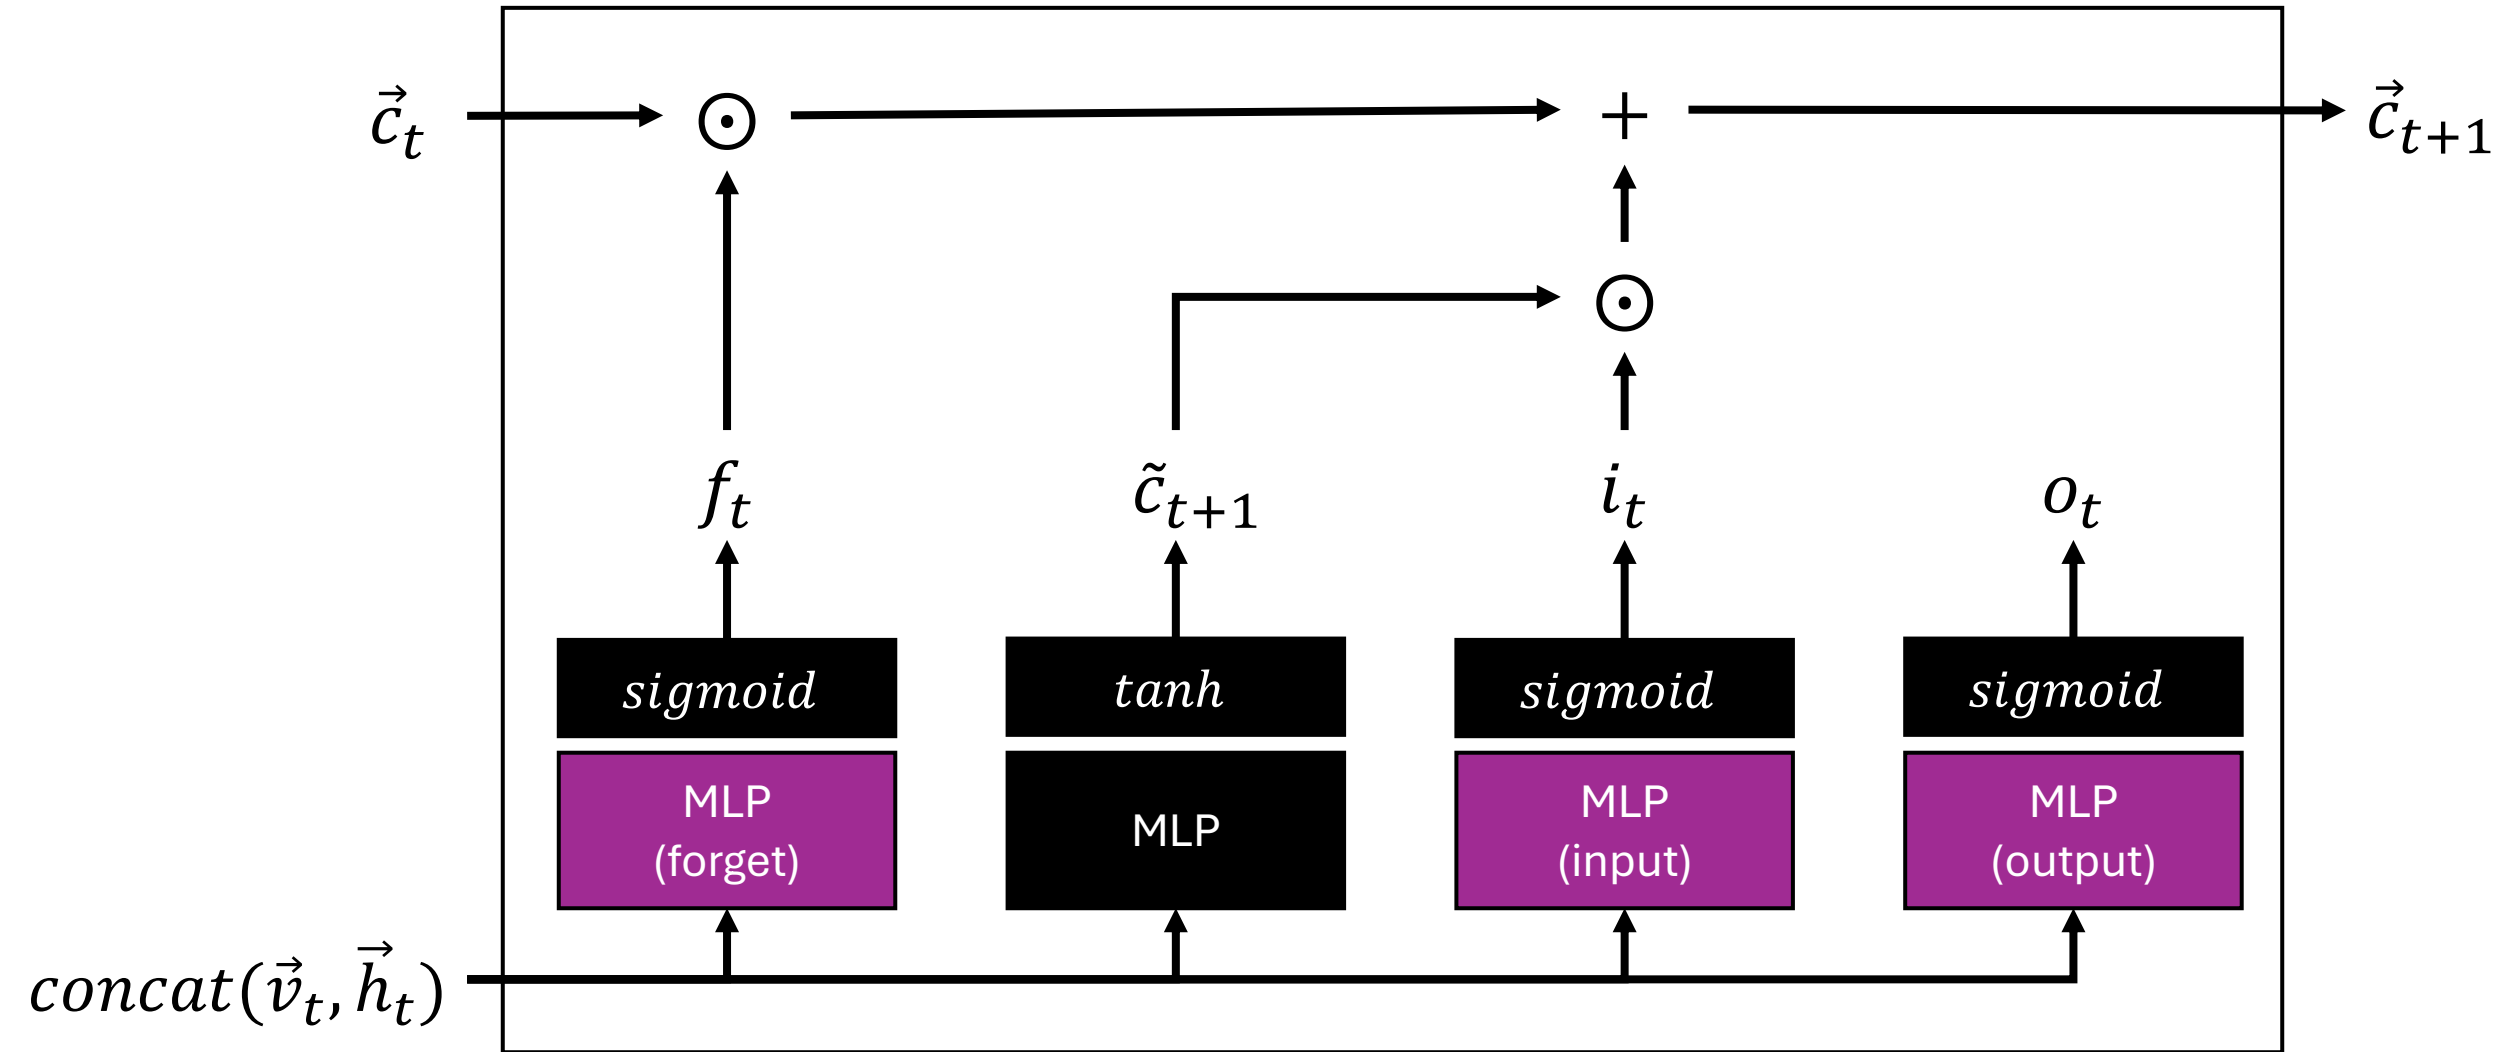 c⃗ₜ ⊙ + c⃗ₜ₊₁
⊙
fₜ c̃ₜ₊₁ iₜ oₜ
sigmoid tanh sigmoid sigmoid
MLP (forget) MLP MLP (input) MLP (output)
concat(v⃗ₜ, h⃗ₜ)